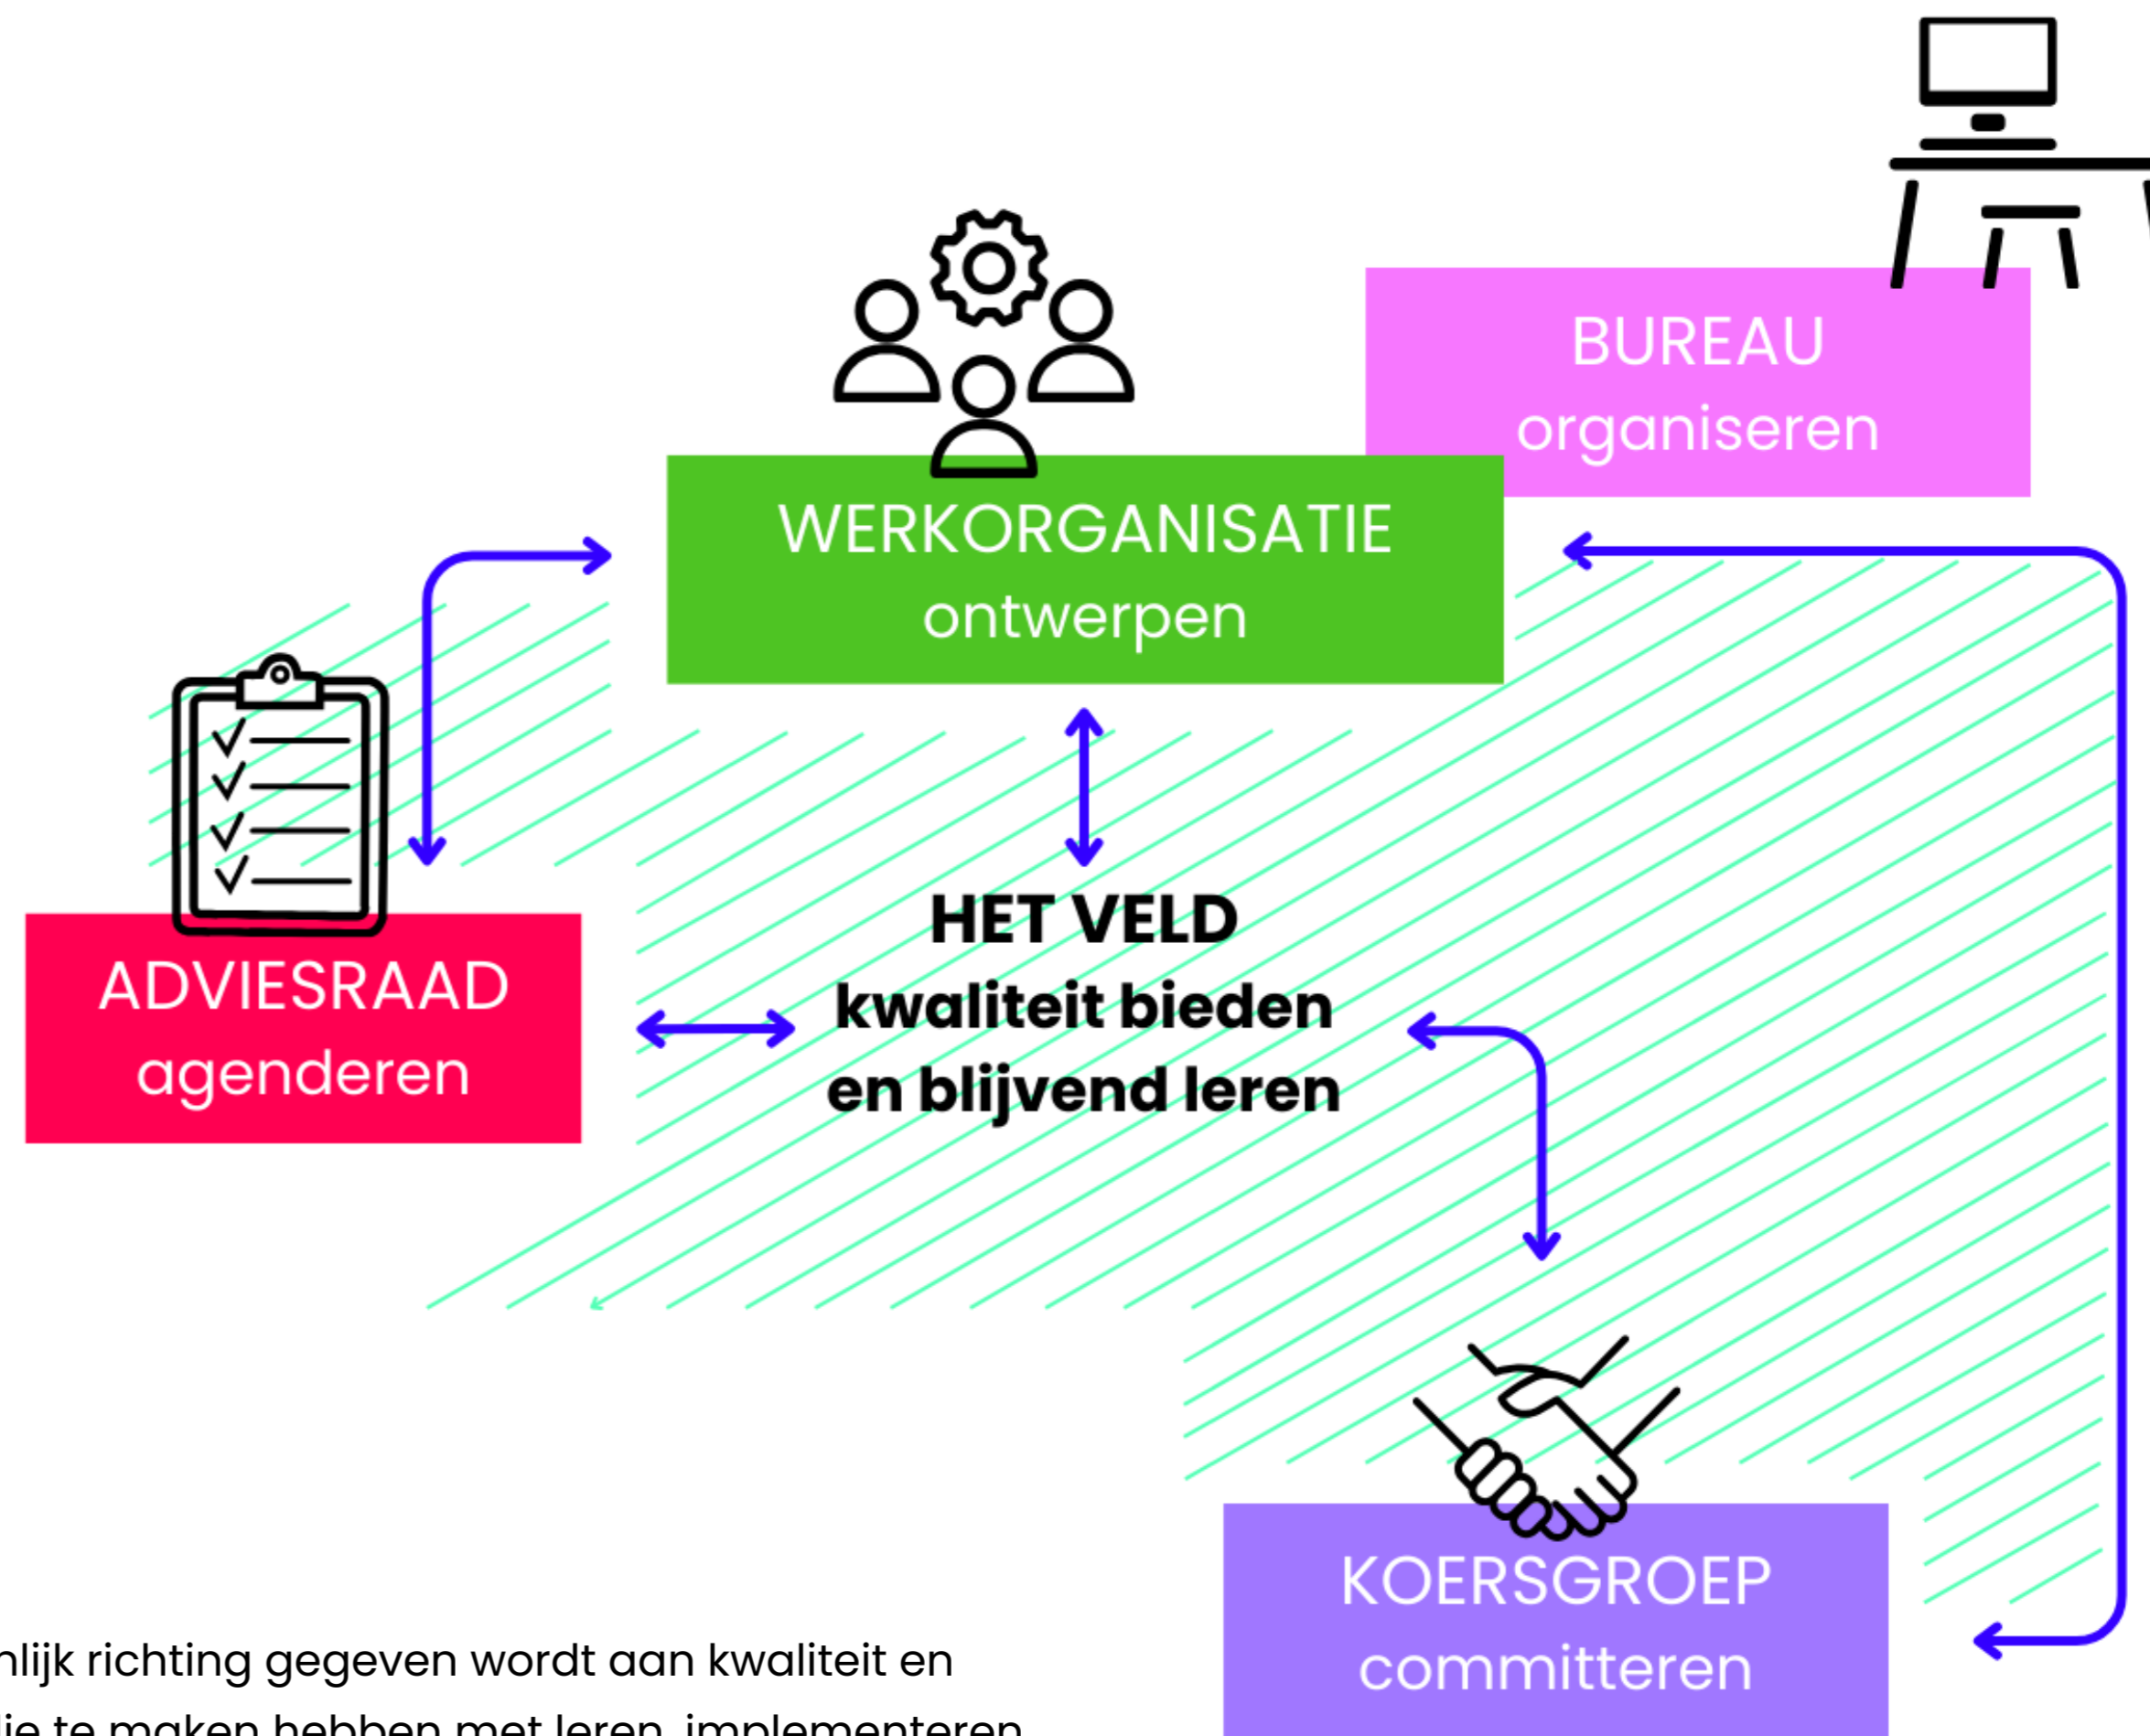 BUREAU
organiseren
WERKORGANISATIE
ontwerpen
HET VELD
kwaliteit bieden
en blijvend leren
ADVIESRAAD
agenderen
KOERSGROEP
committeren
richting gegeven wordt aan kwaliteit en
te maken hebben met leren, implementeren